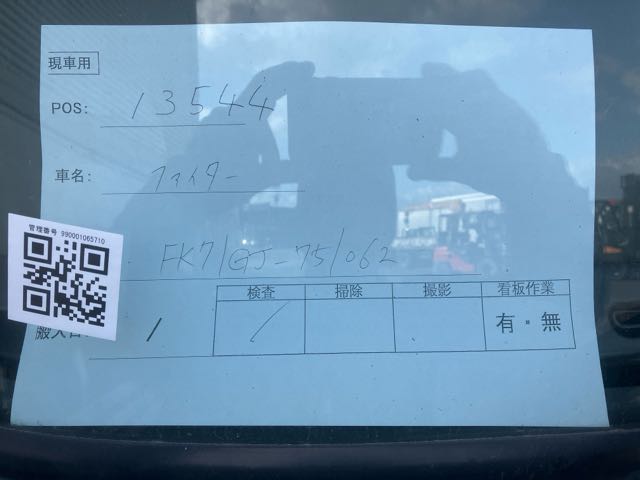 現車用
POS: 13544
車名: ファイター
管理番号 990001065710
FK71GJ-751062
検査 掃除 撮影 看板作業
搬入日: / / 有・無